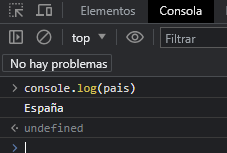 Elementos Consola
top Filtrar
No hay problemas
> console.log(pais)
España
undefined
>